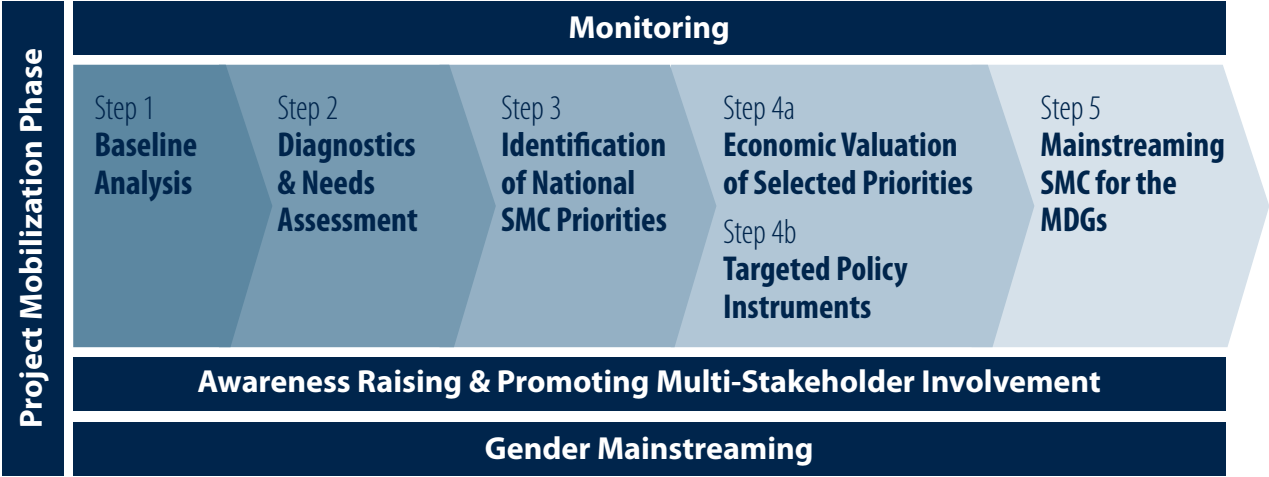 Project Mobilization Phase
Monitoring
Step 1
Baseline
Analysis
Step 2
Diagnostics
& Needs
Assessment
Step 3
Identification
of National
SMC Priorities
Step 4a
Economic Valuation
of Selected Priorities
Step 4b
Targeted Policy
Instruments
Step 5
Mainstreaming
SMC for the
MDGs
Awareness Raising & Promoting Multi-Stakeholder Involvement
Gender Mainstreaming